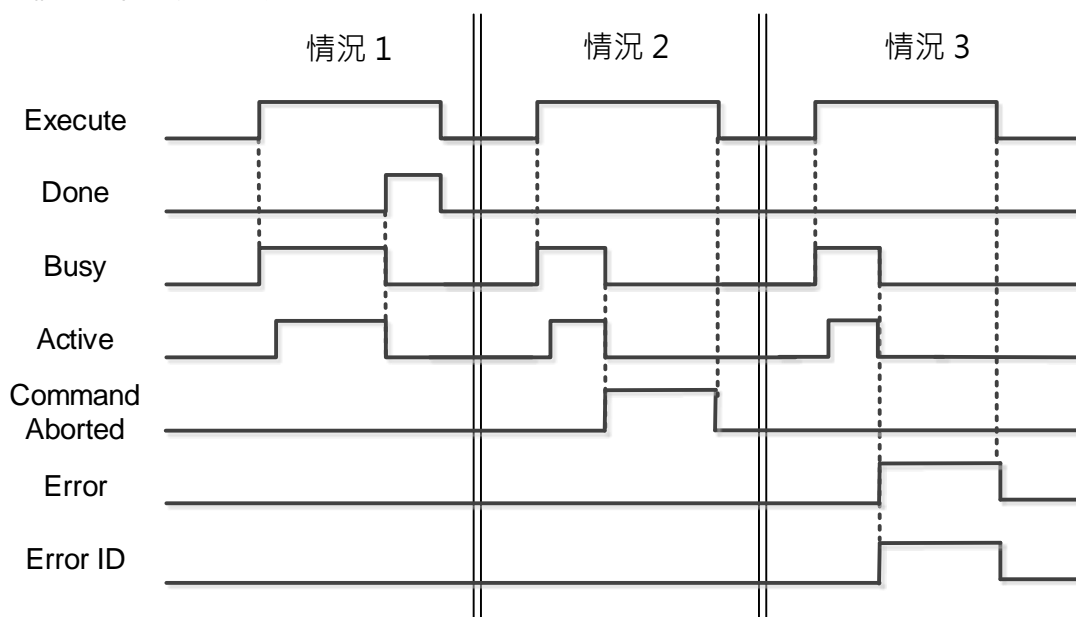 情況 1
情況 2
情況 3
Execute
Done
Busy
Active
Command
Aborted
Error
Error ID